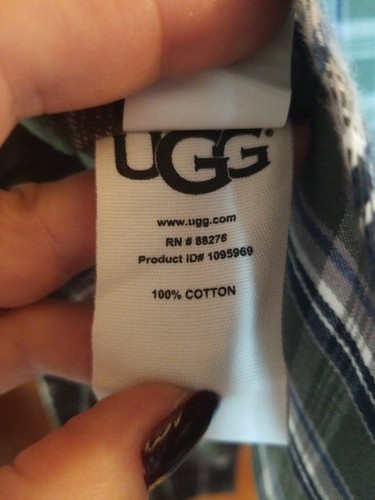 UGG®
www.ugg.com
RN # 88276
Product ID# 1095969
100% COTTON